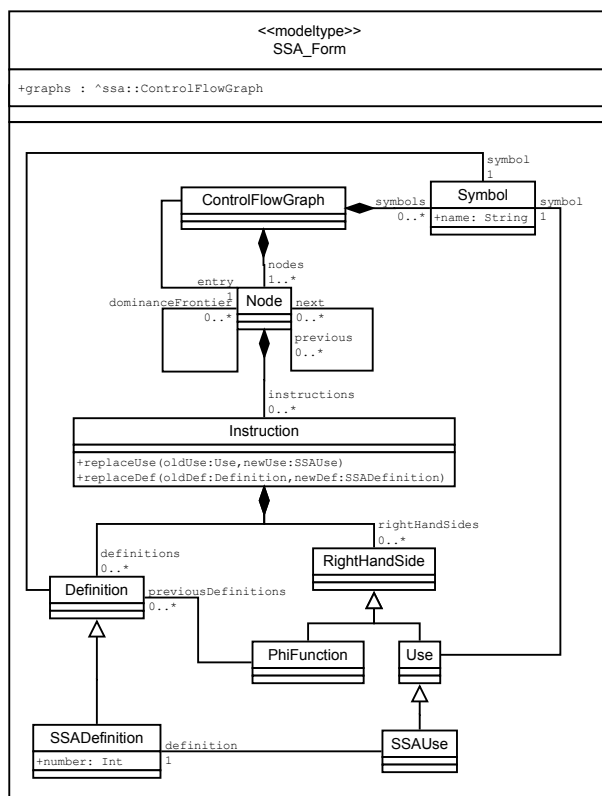 <<modeltype>>
SSA_Form
+graphs : ^ssa::ControlFlowGraph
symbol
1
ControlFlowGraph
symbols
0..*
Symbol
+name: String
symbol
1
nodes
1..*
entry
1
dominanceFrontier
0..*
Node
next
0..*
previous
0..*
instructions
0..*
Instruction
+replaceUse(oldUse:Use,newUse:SSAUse)
+replaceDef(oldDef:Definition,newDef:SSADefinition)
rightHandSides
0..*
definitions
0..*
RightHandSide
Definition
previousDefinitions
0..*
PhiFunction
Use
SSADefinition
+number: Int
definition
1
SSAUse